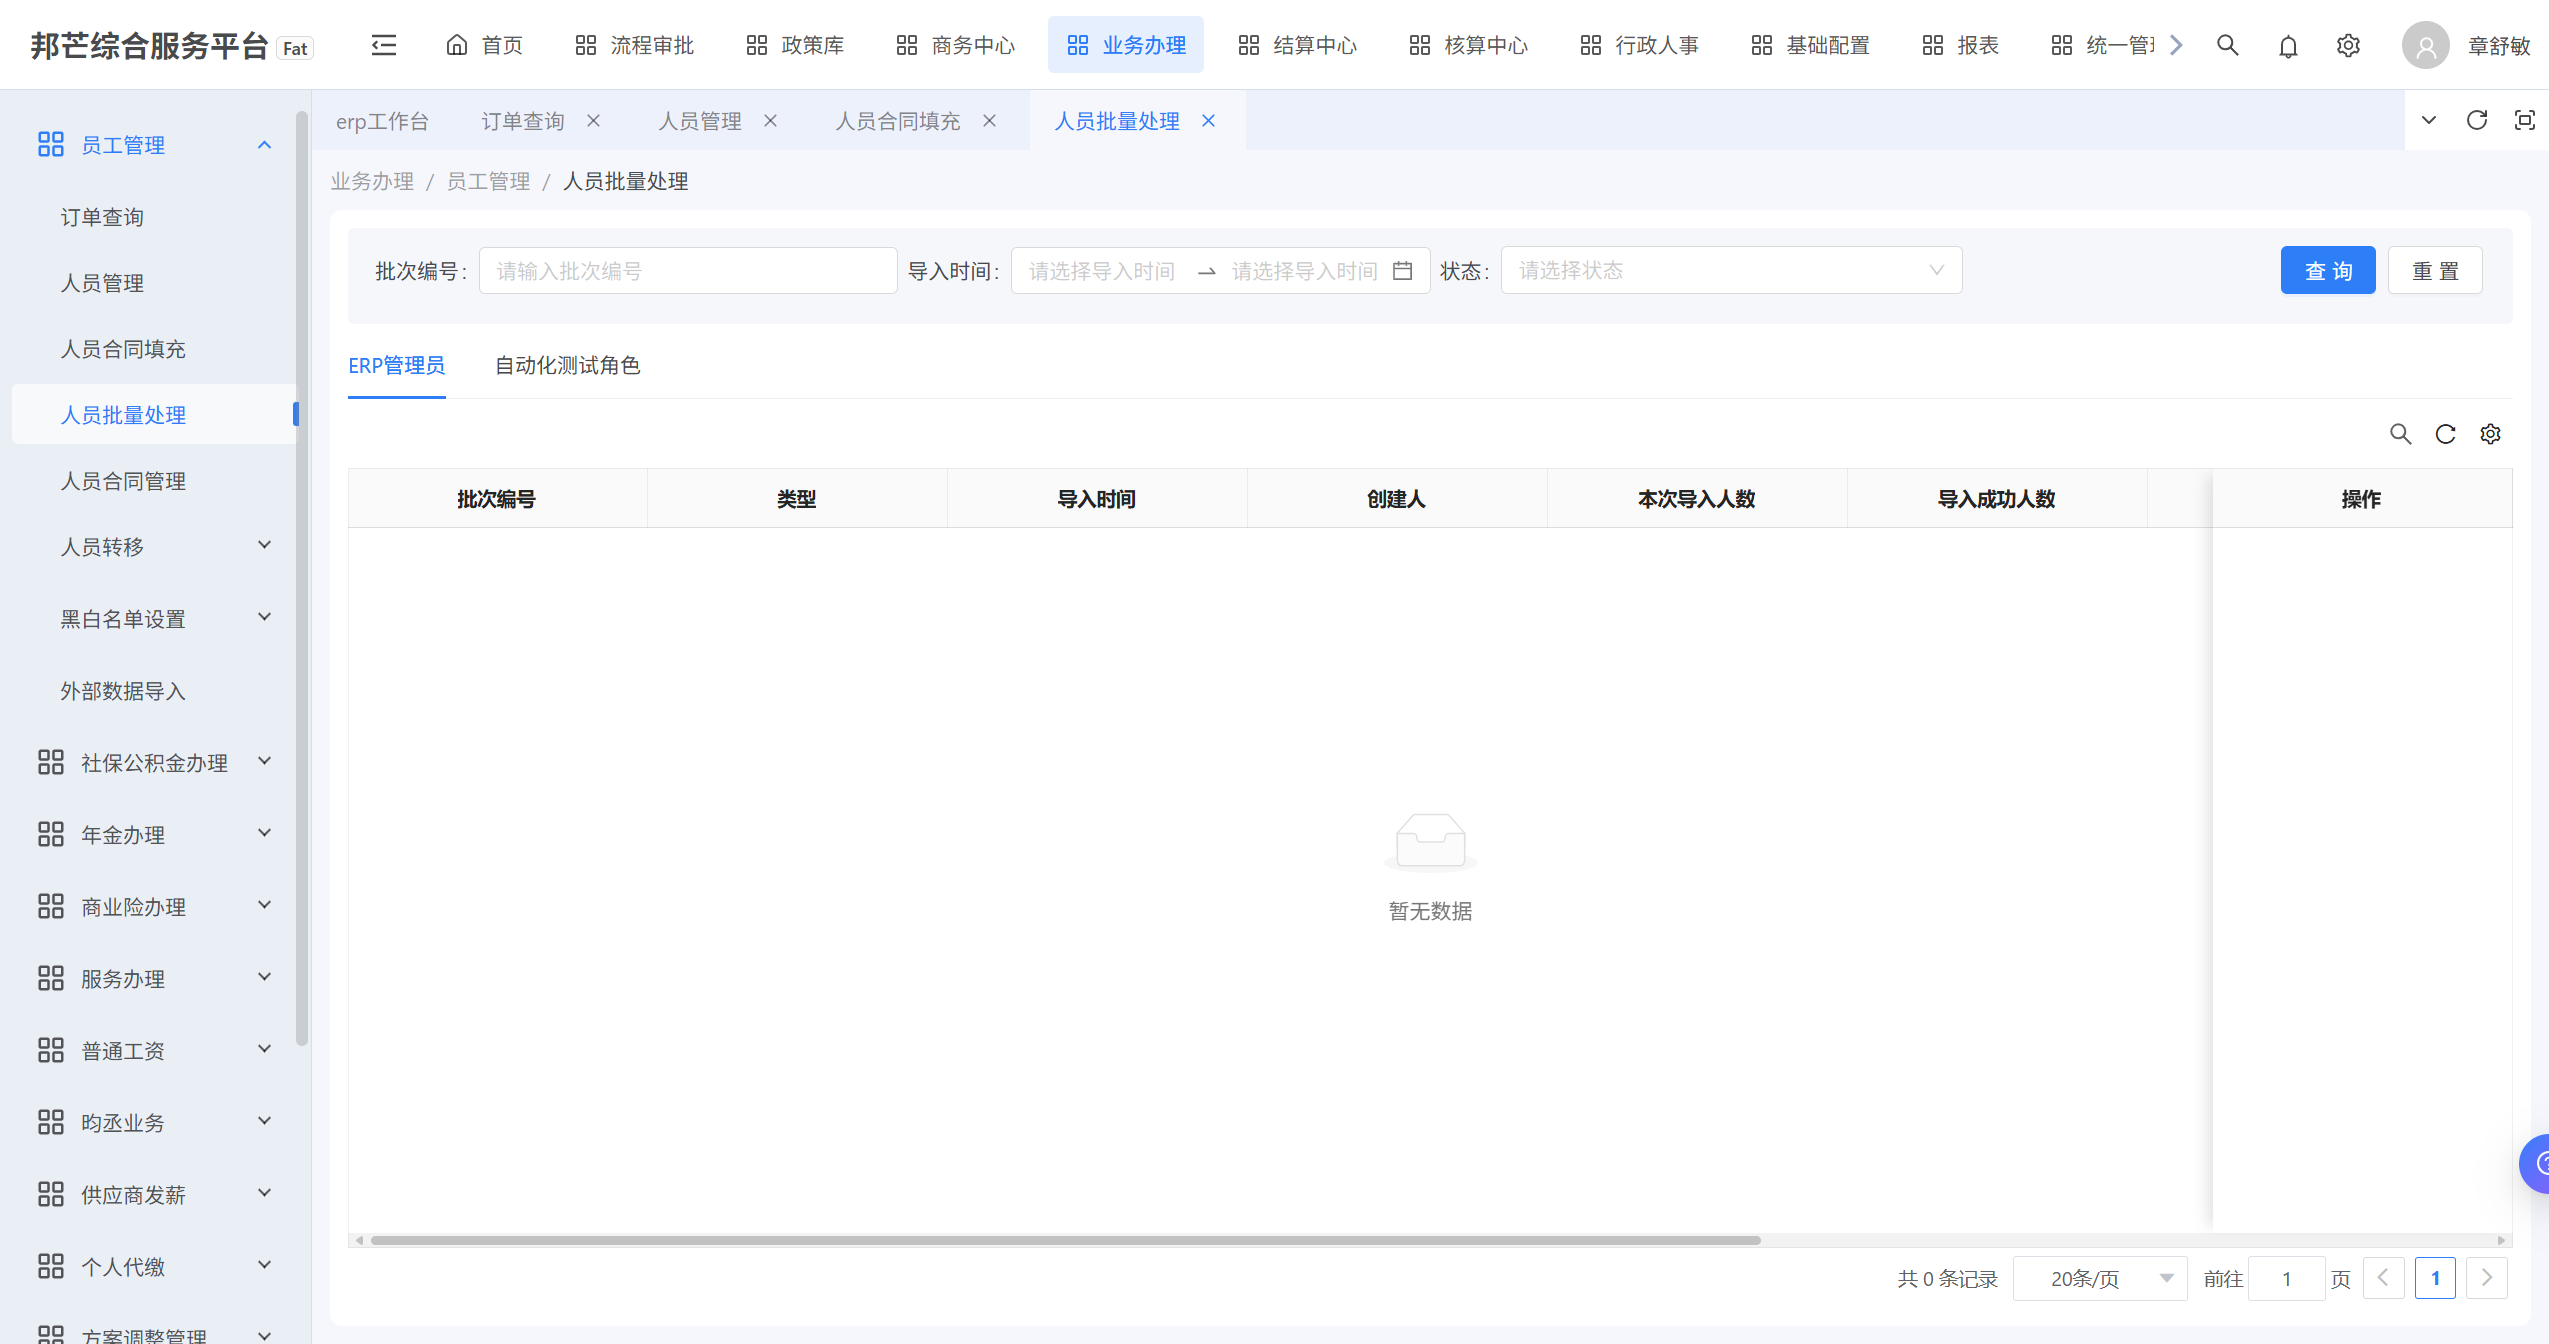 邦芒综合服务平台 Fat
首页 流程审批 政策库 商务中心 业务办理 结算中心 核算中心 行政人事 基础配置 报表 统一管
章舒敏
erp工作台 订单查询 人员管理 人员合同填充 人员批量处理
业务办理 / 员工管理 / 人员批量处理
员工管理
订单查询
人员管理
人员合同填充
人员批量处理
人员合同管理
人员转移
黑白名单设置
外部数据导入
社保公积金办理
年金办理
商业险办理
服务办理
普通工资
昀丞业务
供应商发薪
个人代缴
方案调整管理
批次编号: 请输入批次编号 导入时间: 请选择导入时间 请选择导入时间 状态: 请选择状态 查 询 重 置
ERP管理员 自动化测试角色
批次编号 类型 导入时间 创建人 本次导入人数 导入成功人数 操作
暂无数据
共 0 条记录 20条/页 前往 1 页 1